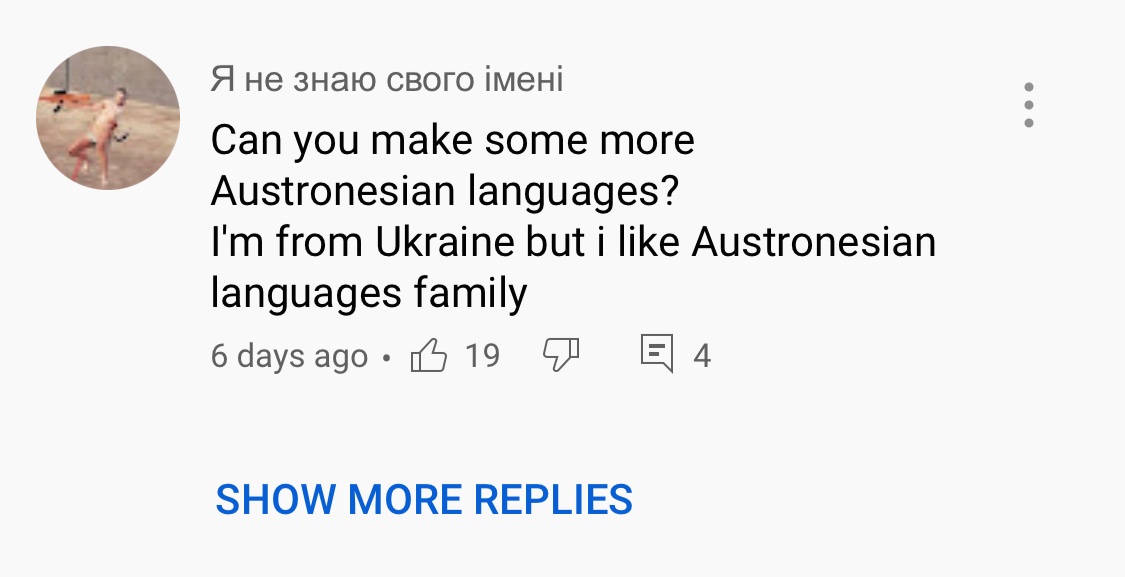 Я не знаю свого імені
Can you make some more
Austronesian languages?
I'm from Ukraine but i like Austronesian
languages family
6 days ago • 19 4
SHOW MORE REPLIES